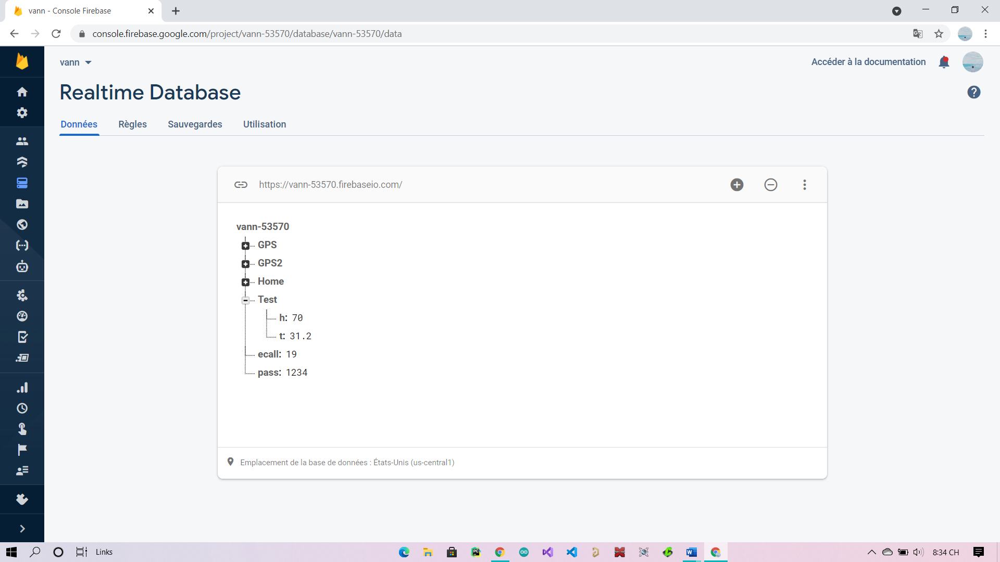 vann - Console Firebase
console.firebase.google.com/project/vann-53570/database/vann-53570/data
vann
Accéder à la documentation
Realtime Database
Données Règles Sauvegardes Utilisation
https://vann-53570.firebaseio.com/
vann-53570
GPS
GPS2
Home
Test
h: 70
t: 31.2
ecall: 19
pass: 1234
Emplacement de la base de données : États-Unis (us-central1)
Links
8:34 CH